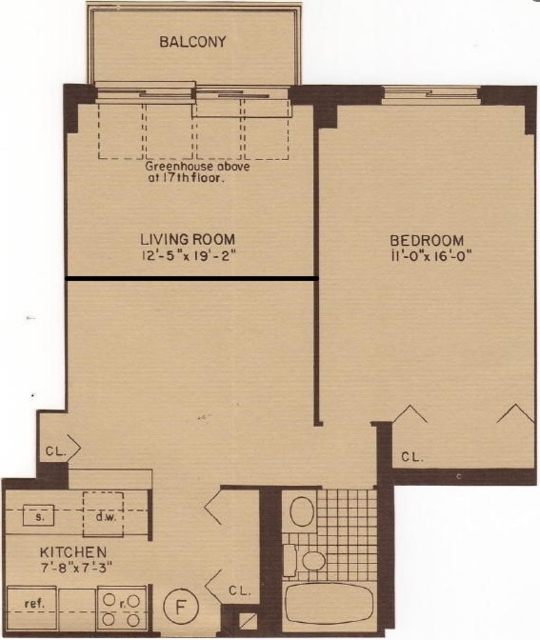 BALCONY
Greenhouse above
at 17th floor.
LIVING ROOM
12'-5" x 19'-2"
BEDROOM
11'-0" x 16'-0"
CL.
CL.
s.
d.w.
KITCHEN
7'-8" x 7'-3"
ref.
r.
F
CL.